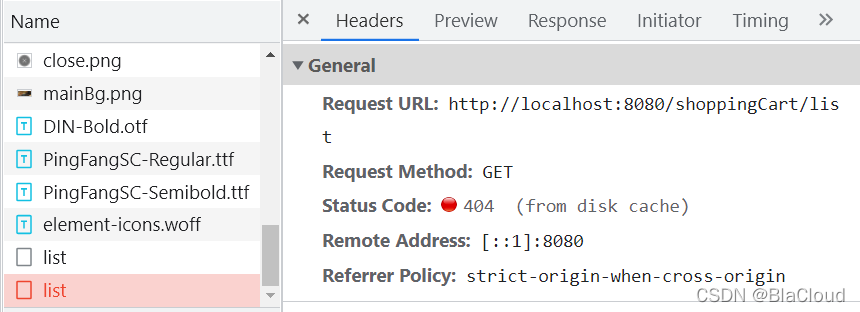 Name
close.png
mainBg.png
DIN-Bold.otf
PingFangSC-Regular.ttf
PingFangSC-Semibold.ttf
element-icons.woff
list
list
× Headers Preview Response Initiator Timing »
▼ General
Request URL: http://localhost:8080/shoppingCart/lis
t
Request Method: GET
Status Code: 404 (from disk cache)
Remote Address: [::1]:8080
Referrer Policy: strict-origin-when-cross-origin
CSDN @BlaCloud